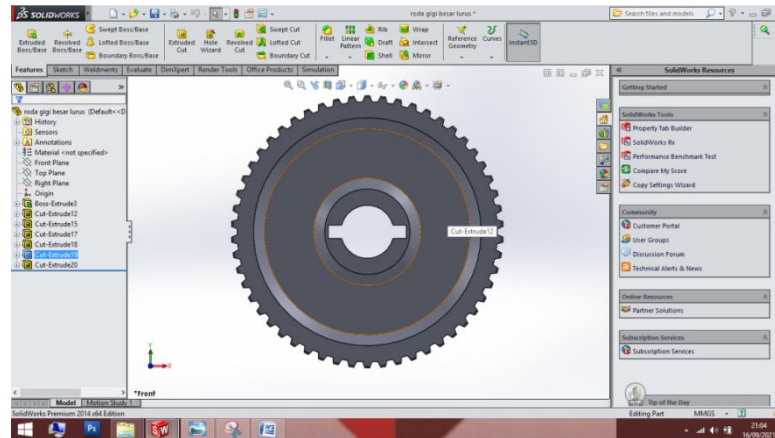 SOLIDWORKS
roda gigi besar lurus *
Search files and models
Extruded Boss/Base
Revolved Boss/Base
Swept Boss/Base
Lofted Boss/Base
Boundary Boss/Base
Extruded Cut
Hole Wizard
Revolved Cut
Swept Cut
Lofted Cut
Boundary Cut
Fillet
Linear Pattern
Rib
Draft
Shell
Wrap
Intersect
Mirror
Reference Geometry
Curves
Instant3D
Features Sketch Weldments Evaluate DimXpert Render Tools Office Products Simulation
roda gigi besar lurus (Default<<D
History
Sensors
Annotations
Material <not specified>
Front Plane
Top Plane
Right Plane
Origin
Boss-Extrude3
Cut-Extrude12
Cut-Extrude15
Cut-Extrude17
Cut-Extrude18
Cut-Extrude19
Cut-Extrude20
Cut-Extrude12
Y
X
*Front
SolidWorks Resources
Getting Started
SolidWorks Tools
Property Tab Builder
SolidWorks Rx
Performance Benchmark Test
Compare My Score
Copy Settings Wizard
Community
Customer Portal
User Groups
Discussion Forum
Technical Alerts & News
Online Resources
Partner Solutions
Subscription Services
Subscription Services
Tip of the Day
Model Motion Study 1
SolidWorks Premium 2014 x64 Edition
Editing Part MMGS
Ps
SW
21:04
16/09/2021